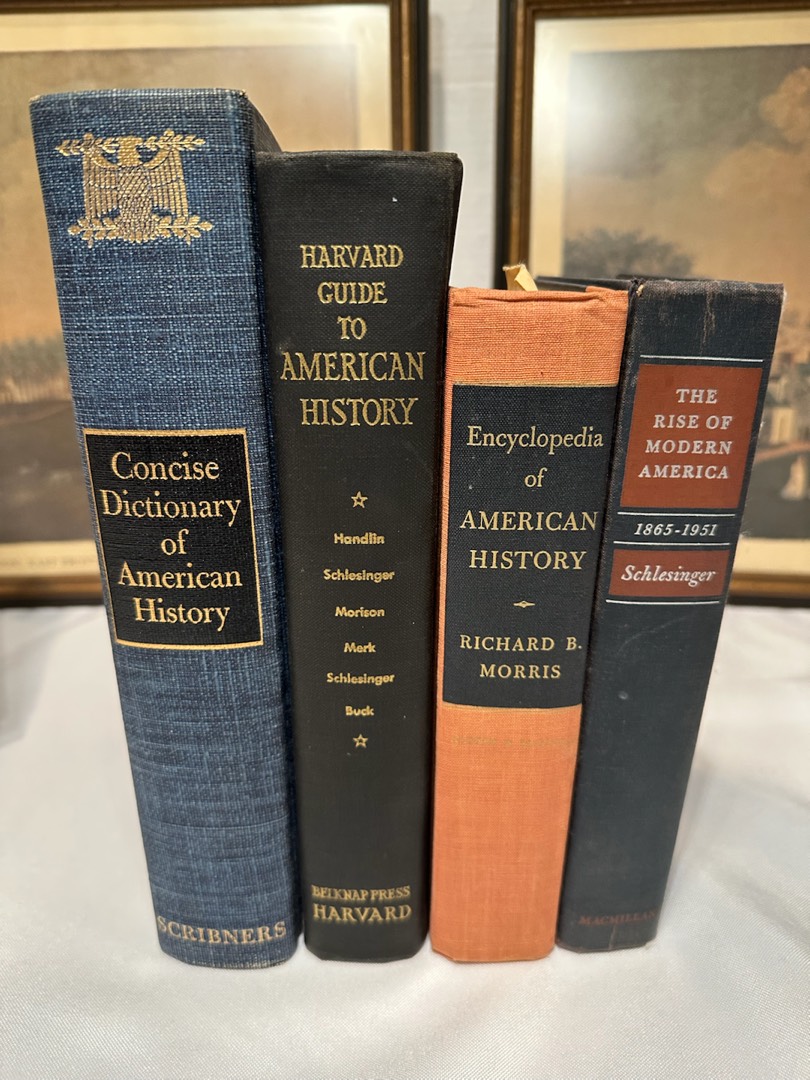 Concise
Dictionary
of
American
History
SCRIBNERS
HARVARD
GUIDE
TO
AMERICAN
HISTORY
Handlin
Schlesinger
Morison
Merk
Schlesinger
Buck
BELKNAP PRESS
HARVARD
Encyclopedia
of
AMERICAN
HISTORY
RICHARD B.
MORRIS
THE
RISE OF
MODERN
AMERICA
1865-1951
Schlesinger
MACMILLAN